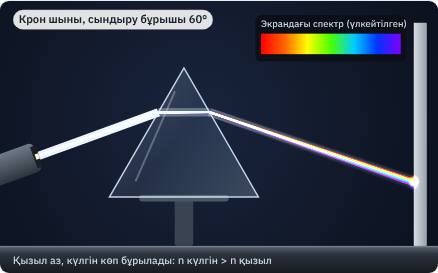 Крон шыны, сындыру бұрышы 60°
Экрандағы спектр (үлкейтілген)
Қызыл аз, күлгін көп бұрылады: n күлгін > n қызыл